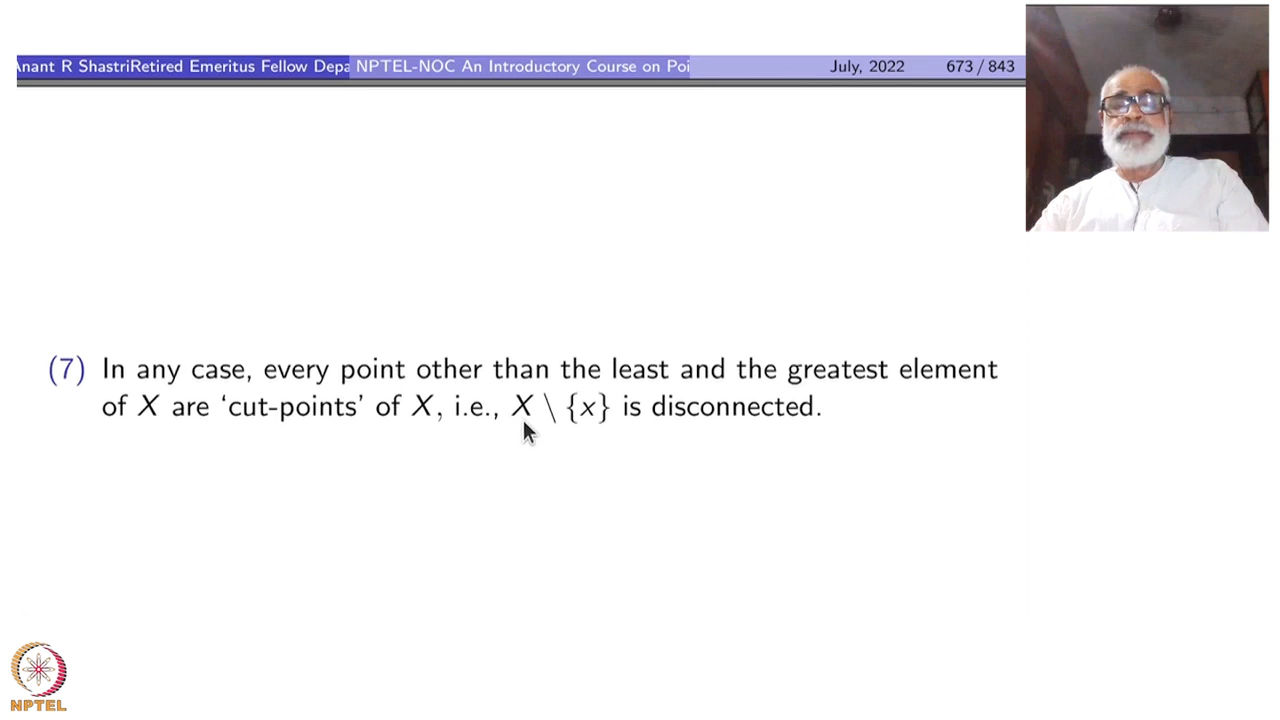 Anant R ShastriRetired Emeritus Fellow Depa NPTEL-NOC An Introductory Course on Poi July, 2022 673 / 843
(7) In any case, every point other than the least and the greatest element
of X are ‘cut-points’ of X, i.e., X \ {x} is disconnected.
NPTEL